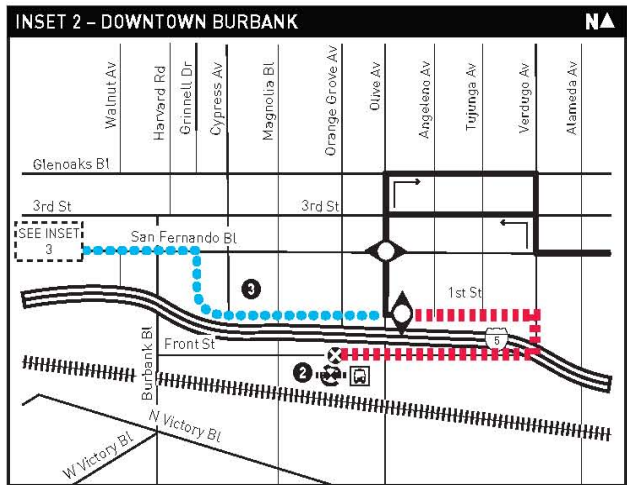 INSET 2 – DOWNTOWN BURBANK
N
Walnut Av
Harvard Rd
Grinnell Dr
Cypress Av
Magnolia Bl
Orange Grove Av
Olive Av
Angeleno Av
Tujunga Av
Verdugo Av
Alameda Av
Glenoaks Bl
3rd St
3rd St
SEE INSET
3
San Fernando Bl
3
1st St
5
Front St
2
Burbank Bl
N Victory Bl
W Victory Bl